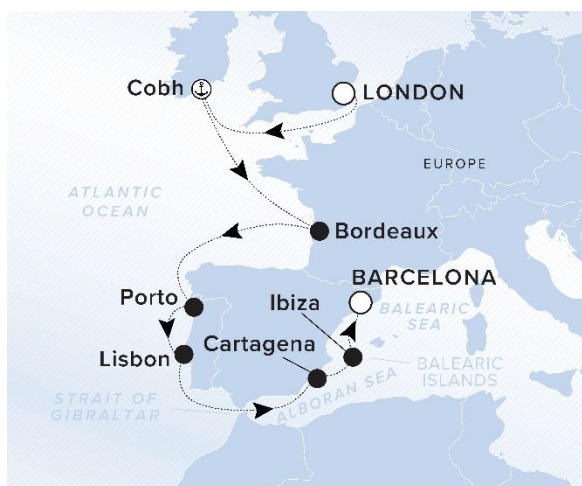 Cobh
LONDON
EUROPE
ATLANTIC
OCEAN
Bordeaux
BARCELONA
Porto
Ibiza
BALEARIC
SEA
Lisbon
Cartagena
BALEARIC
ISLANDS
STRAIT OF
GIBRALTAR
ALBORAN SEA